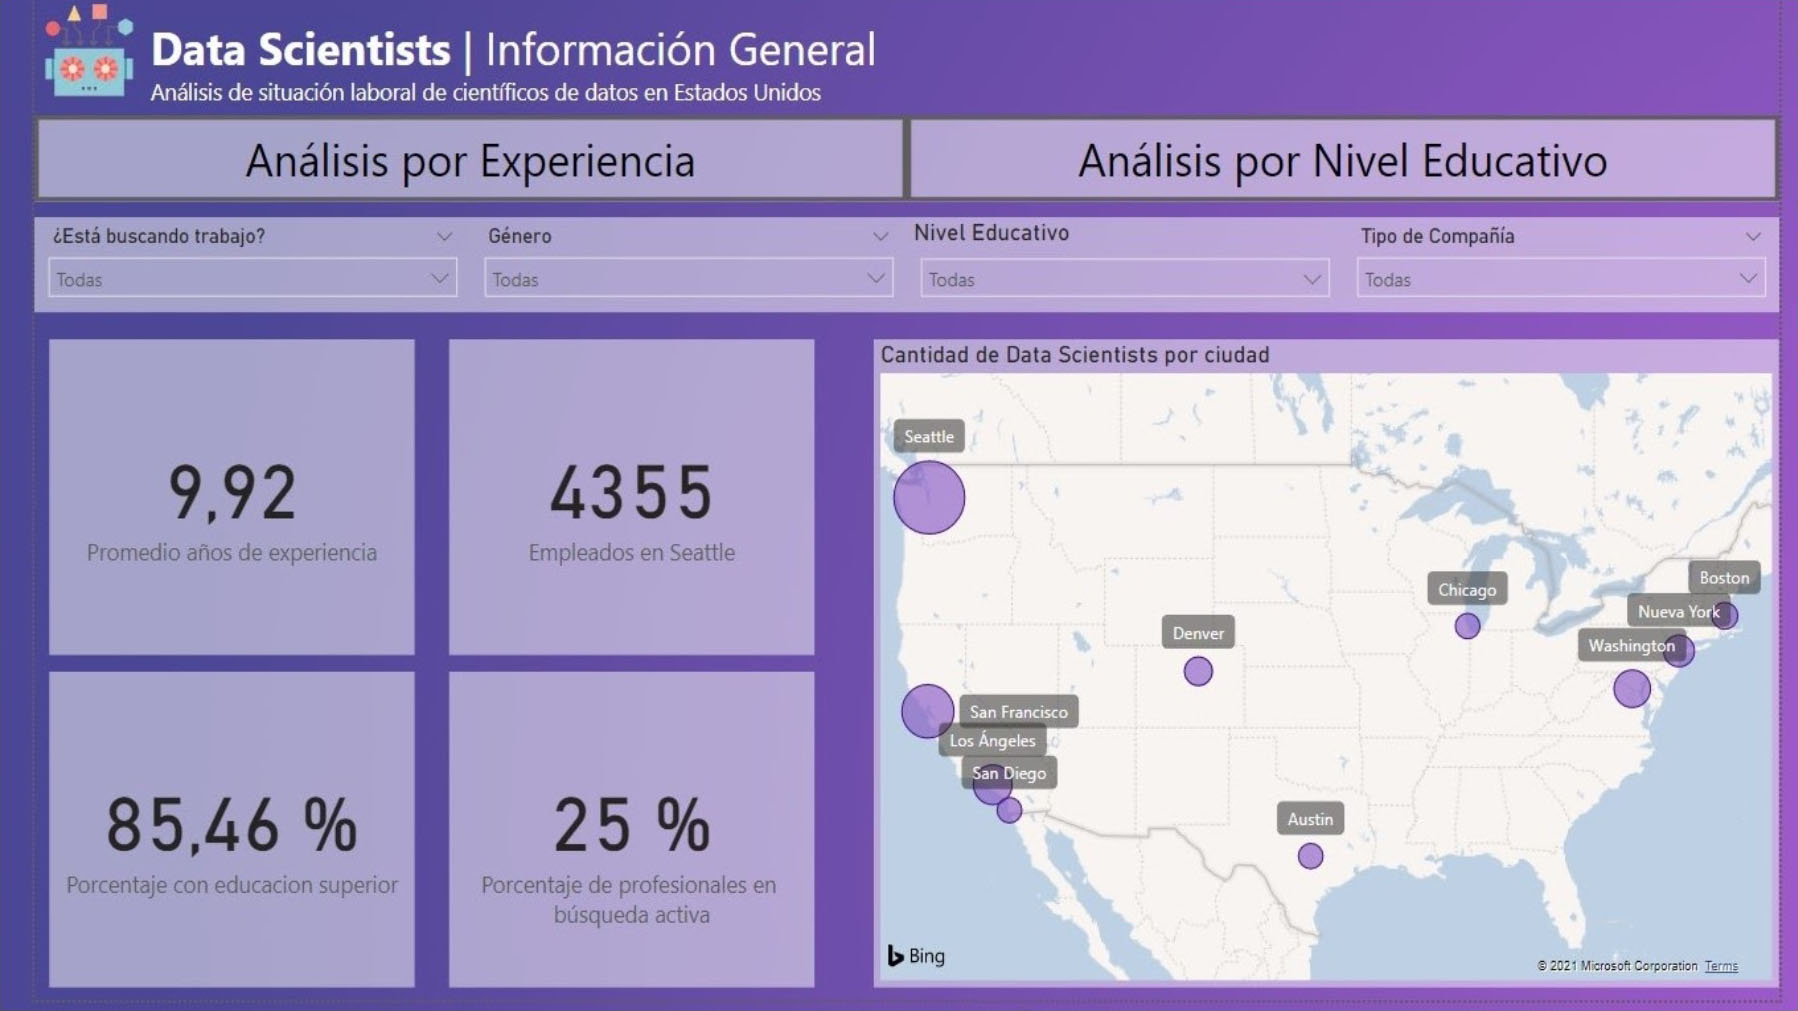 Data Scientists | Información General
Análisis de situación laboral de científicos de datos en Estados Unidos
Análisis por Experiencia
Análisis por Nivel Educativo
¿Está buscando trabajo?
Todas
Género
Todas
Nivel Educativo
Todas
Tipo de Compañía
Todas
9,92
Promedio años de experiencia
4355
Empleados en Seattle
85,46 %
Porcentaje con educacion superior
25 %
Porcentaje de profesionales en
búsqueda activa
Cantidad de Data Scientists por ciudad
Seattle
Chicago
Boston
Nueva York
Denver
Washington
San Francisco
Los Ángeles
San Diego
Austin
Bing
© 2021 Microsoft Corporation Terms